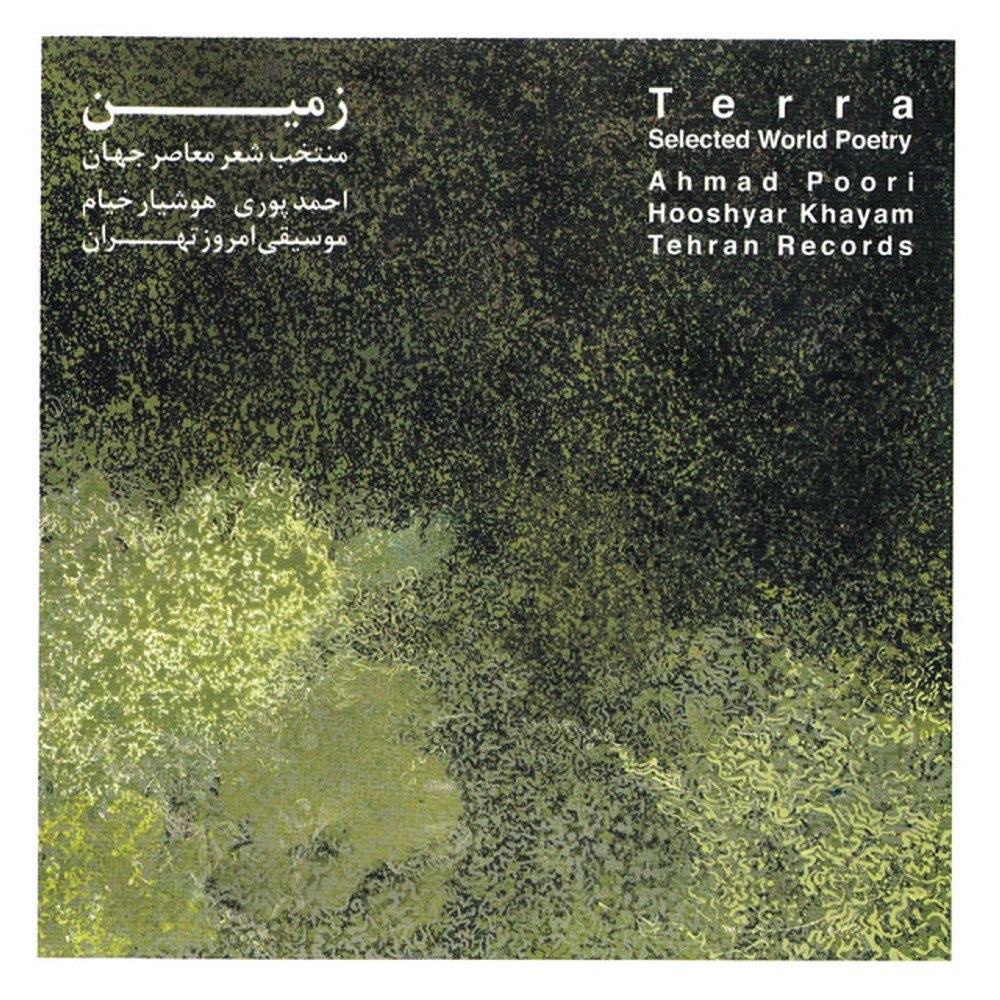 زمین
منتخب شعر معاصر جهان
احمد پوری هوشیار خیام
موسیقی امروز تهران
Terra
Selected World Poetry
Ahmad Poori
Hooshyar Khayam
Tehran Records